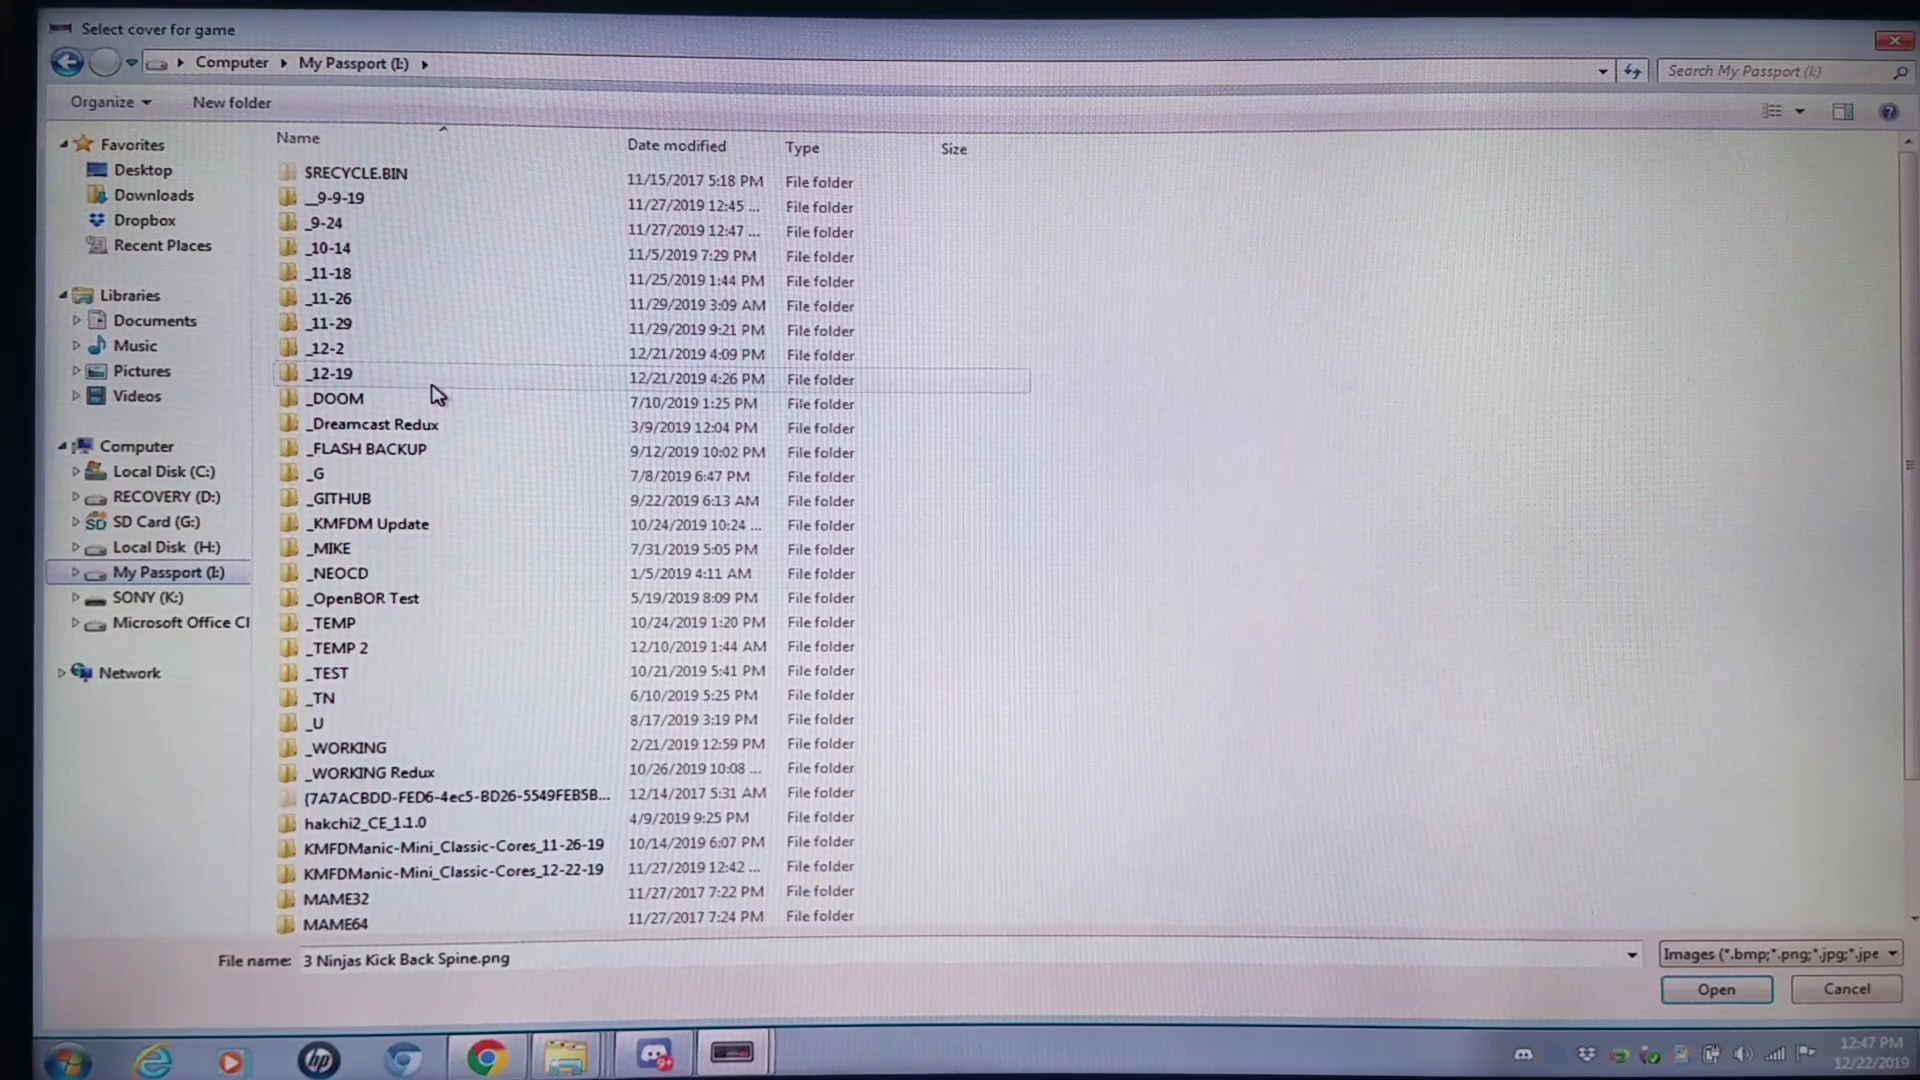 Select cover for game
Computer My Passport (I:)
Search My Passport (I:)
Organize New folder
Name Date modified Type Size
Favorites
Desktop
Downloads
Dropbox
Recent Places
Libraries
Documents
Music
Pictures
Videos
Computer
Local Disk (C:)
RECOVERY (D:)
SD Card (G:)
Local Disk (H:)
My Passport (I:)
SONY (K:)
Microsoft Office Cl
Network
$RECYCLE.BIN 11/15/2017 5:18 PM File folder
__9-9-19 11/27/2019 12:45 ... File folder
_9-24 11/27/2019 12:47 ... File folder
_10-14 11/5/2019 7:29 PM File folder
_11-18 11/25/2019 1:44 PM File folder
_11-26 11/29/2019 3:09 AM File folder
_11-29 11/29/2019 9:21 PM File folder
_12-2 12/21/2019 4:09 PM File folder
_12-19 12/21/2019 4:26 PM File folder
_DOOM 7/10/2019 1:25 PM File folder
_Dreamcast Redux 3/9/2019 12:04 PM File folder
_FLASH BACKUP 9/12/2019 10:02 PM File folder
_G 7/8/2019 6:47 PM File folder
_GITHUB 9/22/2019 6:13 AM File folder
_KMFDM Update 10/24/2019 10:24 ... File folder
_MIKE 7/31/2019 5:05 PM File folder
_NEOCD 1/5/2019 4:11 AM File folder
_OpenBOR Test 5/19/2019 8:09 PM File folder
_TEMP 10/24/2019 1:20 PM File folder
_TEMP 2 12/10/2019 1:44 AM File folder
_TEST 10/21/2019 5:41 PM File folder
_TN 6/10/2019 5:25 PM File folder
_U 8/17/2019 3:19 PM File folder
_WORKING 2/21/2019 12:59 PM File folder
_WORKING Redux 10/26/2019 10:08 ... File folder
{7A7ACBDD-FED6-4ec5-BD26-5549FEB5B... 12/14/2017 5:31 AM File folder
hakchi2_CE_1.1.0 4/9/2019 9:25 PM File folder
KMFDManic-Mini_Classic-Cores_11-26-19 10/14/2019 6:07 PM File folder
KMFDManic-Mini_Classic-Cores_12-22-19 11/27/2019 12:42 ... File folder
MAME32 11/27/2017 7:22 PM File folder
MAME64 11/27/2017 7:24 PM File folder
File name: 3 Ninjas Kick Back Spine.png
Images (*.bmp;*.png;*.jpg;*.jpe
Open Cancel
hp
SD
9+
12:47 PM
12/22/2019